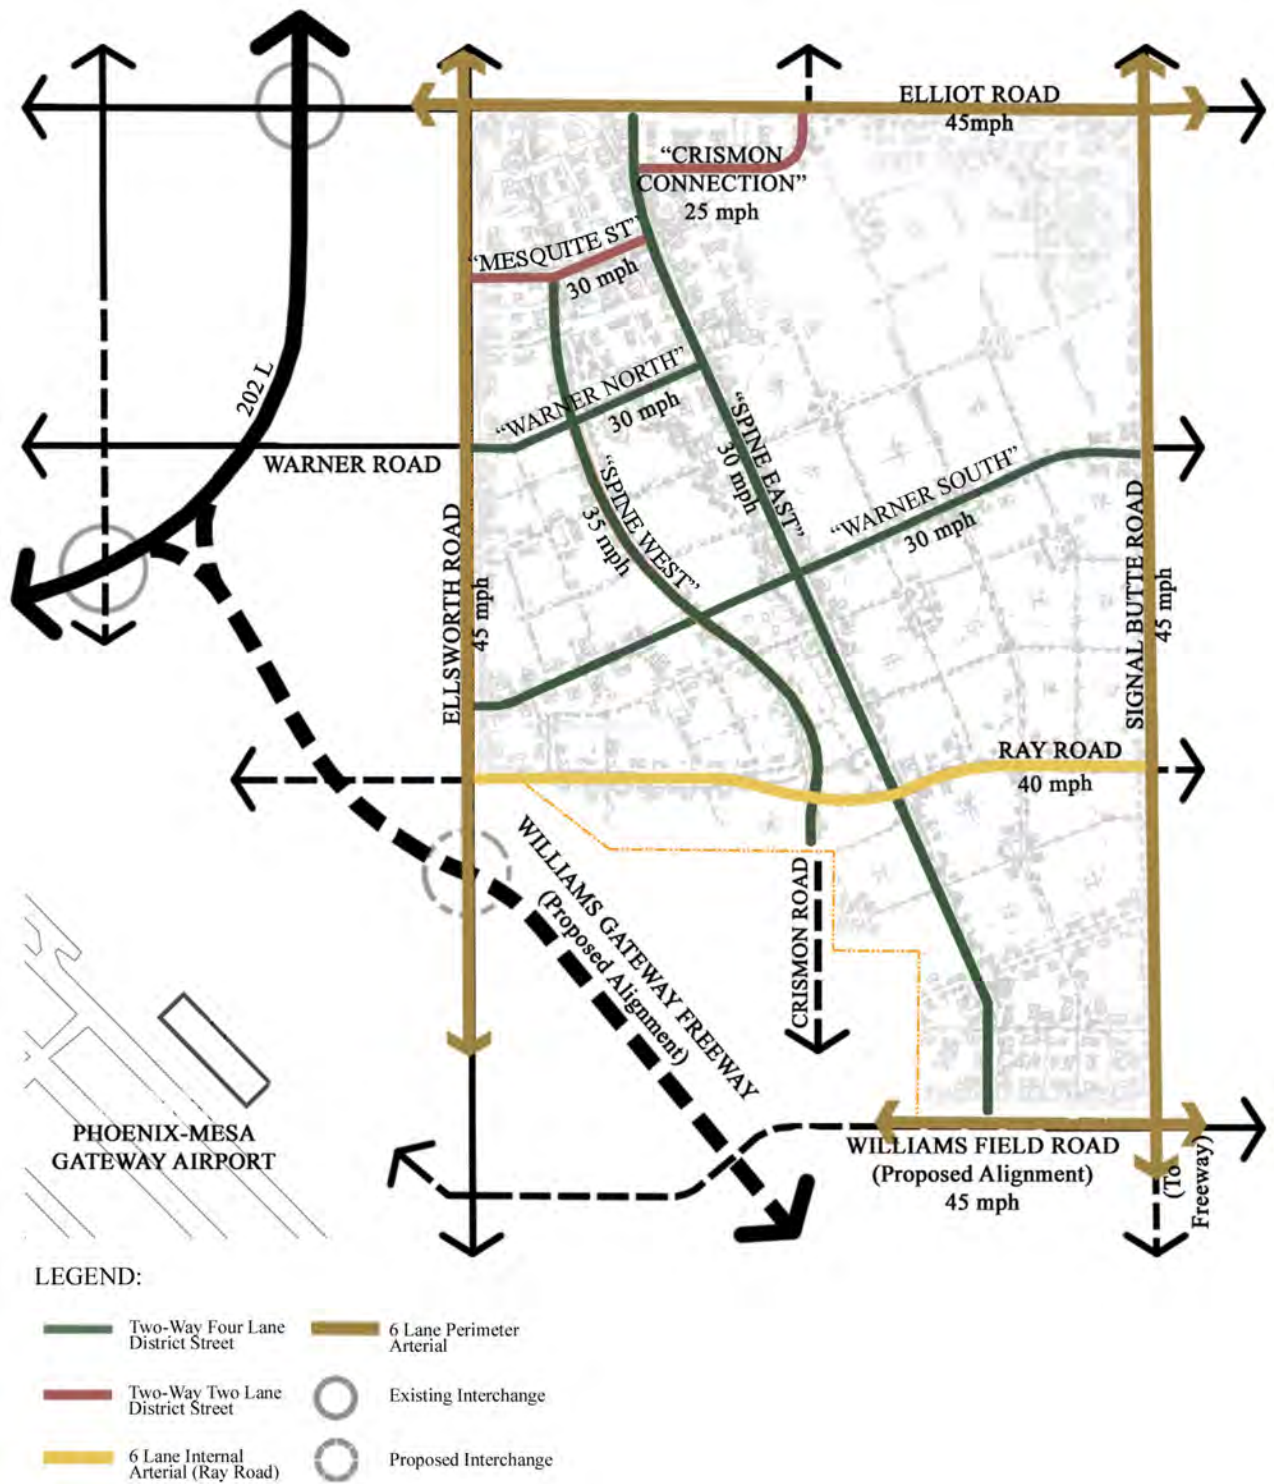 ELLIOT ROAD
45mph
“CRISMON
CONNECTION”
25 mph
“MESQUITE ST”
30 mph
202 L
“WARNER NORTH”
30 mph
WARNER ROAD
“SPINE EAST”
30 mph
“SPINE WEST”
35 mph
“WARNER SOUTH”
30 mph
ELLSWORTH ROAD
45 mph
SIGNAL BUTTE ROAD
45 mph
RAY ROAD
40 mph
WILLIAMS GATEWAY FREEWAY
(Proposed Alignment)
CRISMON ROAD
PHOENIX-MESA
GATEWAY AIRPORT
WILLIAMS FIELD ROAD
(Proposed Alignment)
45 mph
(To
Freeway)
LEGEND:
Two-Way Four Lane
District Street
6 Lane Perimeter
Arterial
Two-Way Two Lane
District Street
Existing Interchange
6 Lane Internal
Arterial (Ray Road)
Proposed Interchange